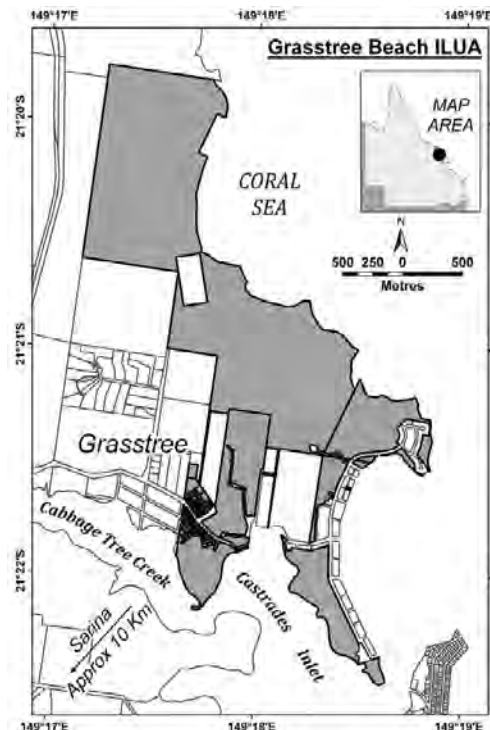 149°17'E
149°18'E
149°19'E
Grasstree Beach ILUA
MAP
AREA
21°20'S
CORAL
SEA
N
500 250 0 500
Metres
21°21'S
Grasstree
Cabbage Tree Creek
21°22'S
Castrades
Inlet
Sarina
Approx 10 Km
149°17'E
149°18'E
149°19'E